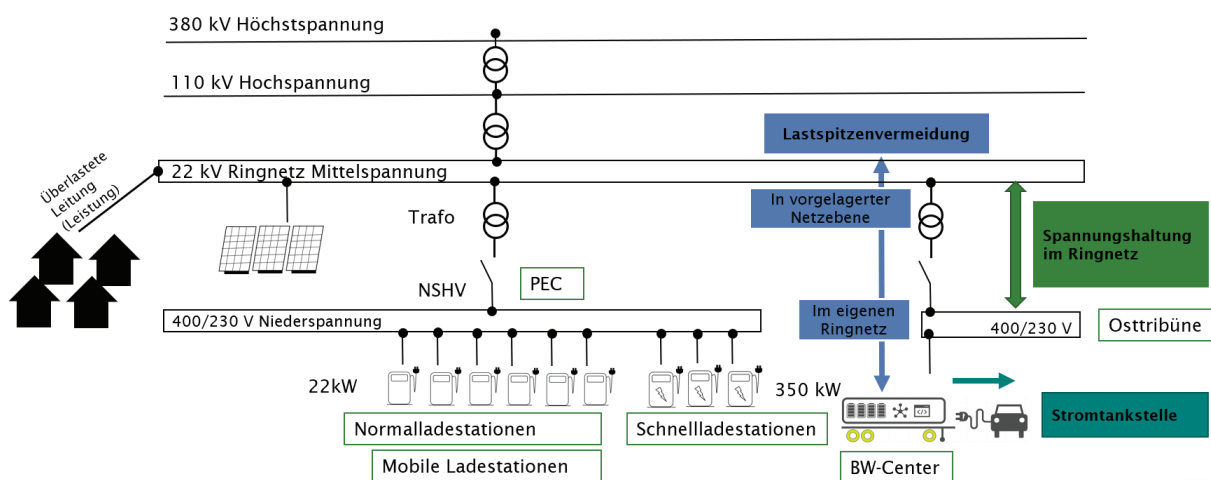 380 kV Höchstspannung
110 kV Hochspannung
Lastspitzenvermeidung
Überlastete
Leitung
(Leistung)
22 kV Ringnetz Mittelspannung
In vorgelagerter
Netzebene
Trafo
Spannungshaltung
im Ringnetz
NSHV
PEC
Im eigenen
Ringnetz
400/230 V Niederspannung
400/230 V
Osttribüne
22kW
350 kW
Normalladestationen
Schnellladestationen
Stromtankstelle
Mobile Ladestationen
BW-Center